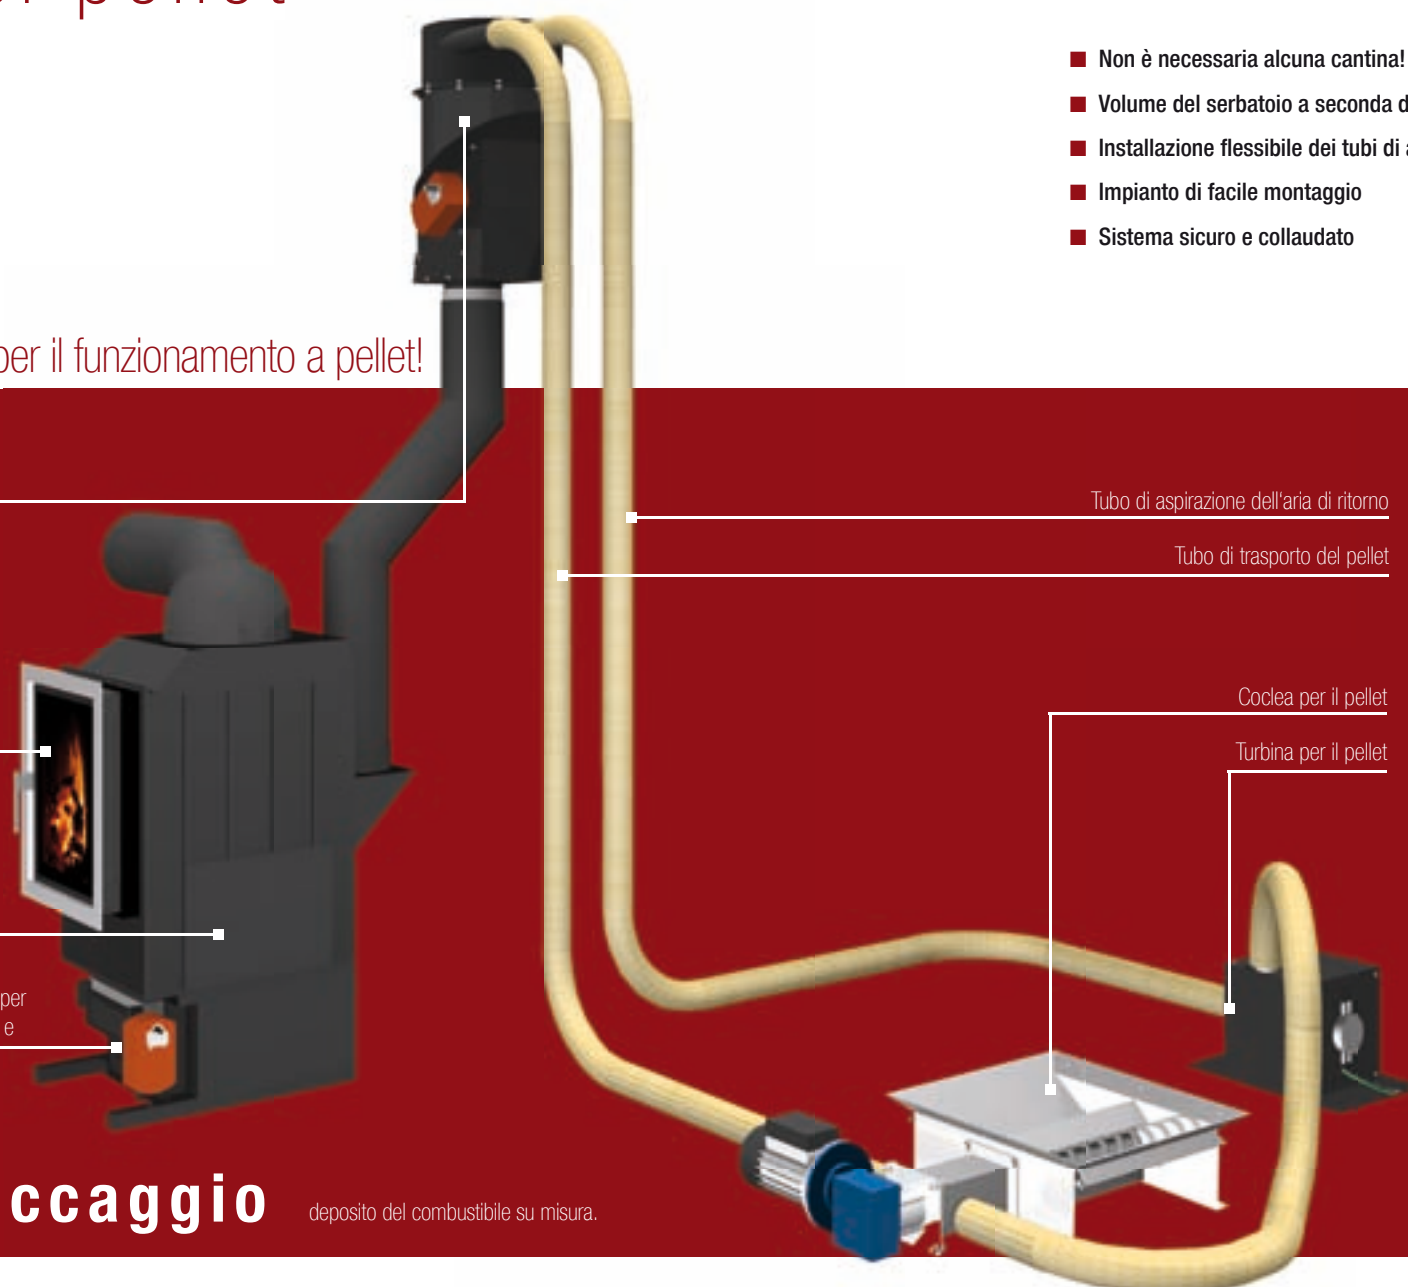 pellet
Non è necessaria alcuna cantina!
Volume del serbatoio a seconda
Installazione flessibile dei tubi di
Impianto di facile montaggio
Sistema sicuro e collaudato
per il funzionamento a pellet!
Tubo di aspirazione dell'aria di ritorno
Tubo di trasporto del pellet
Coclea per il pellet
Turbina per il pellet
per
e
ccaggio
deposito del combustibile su misura.